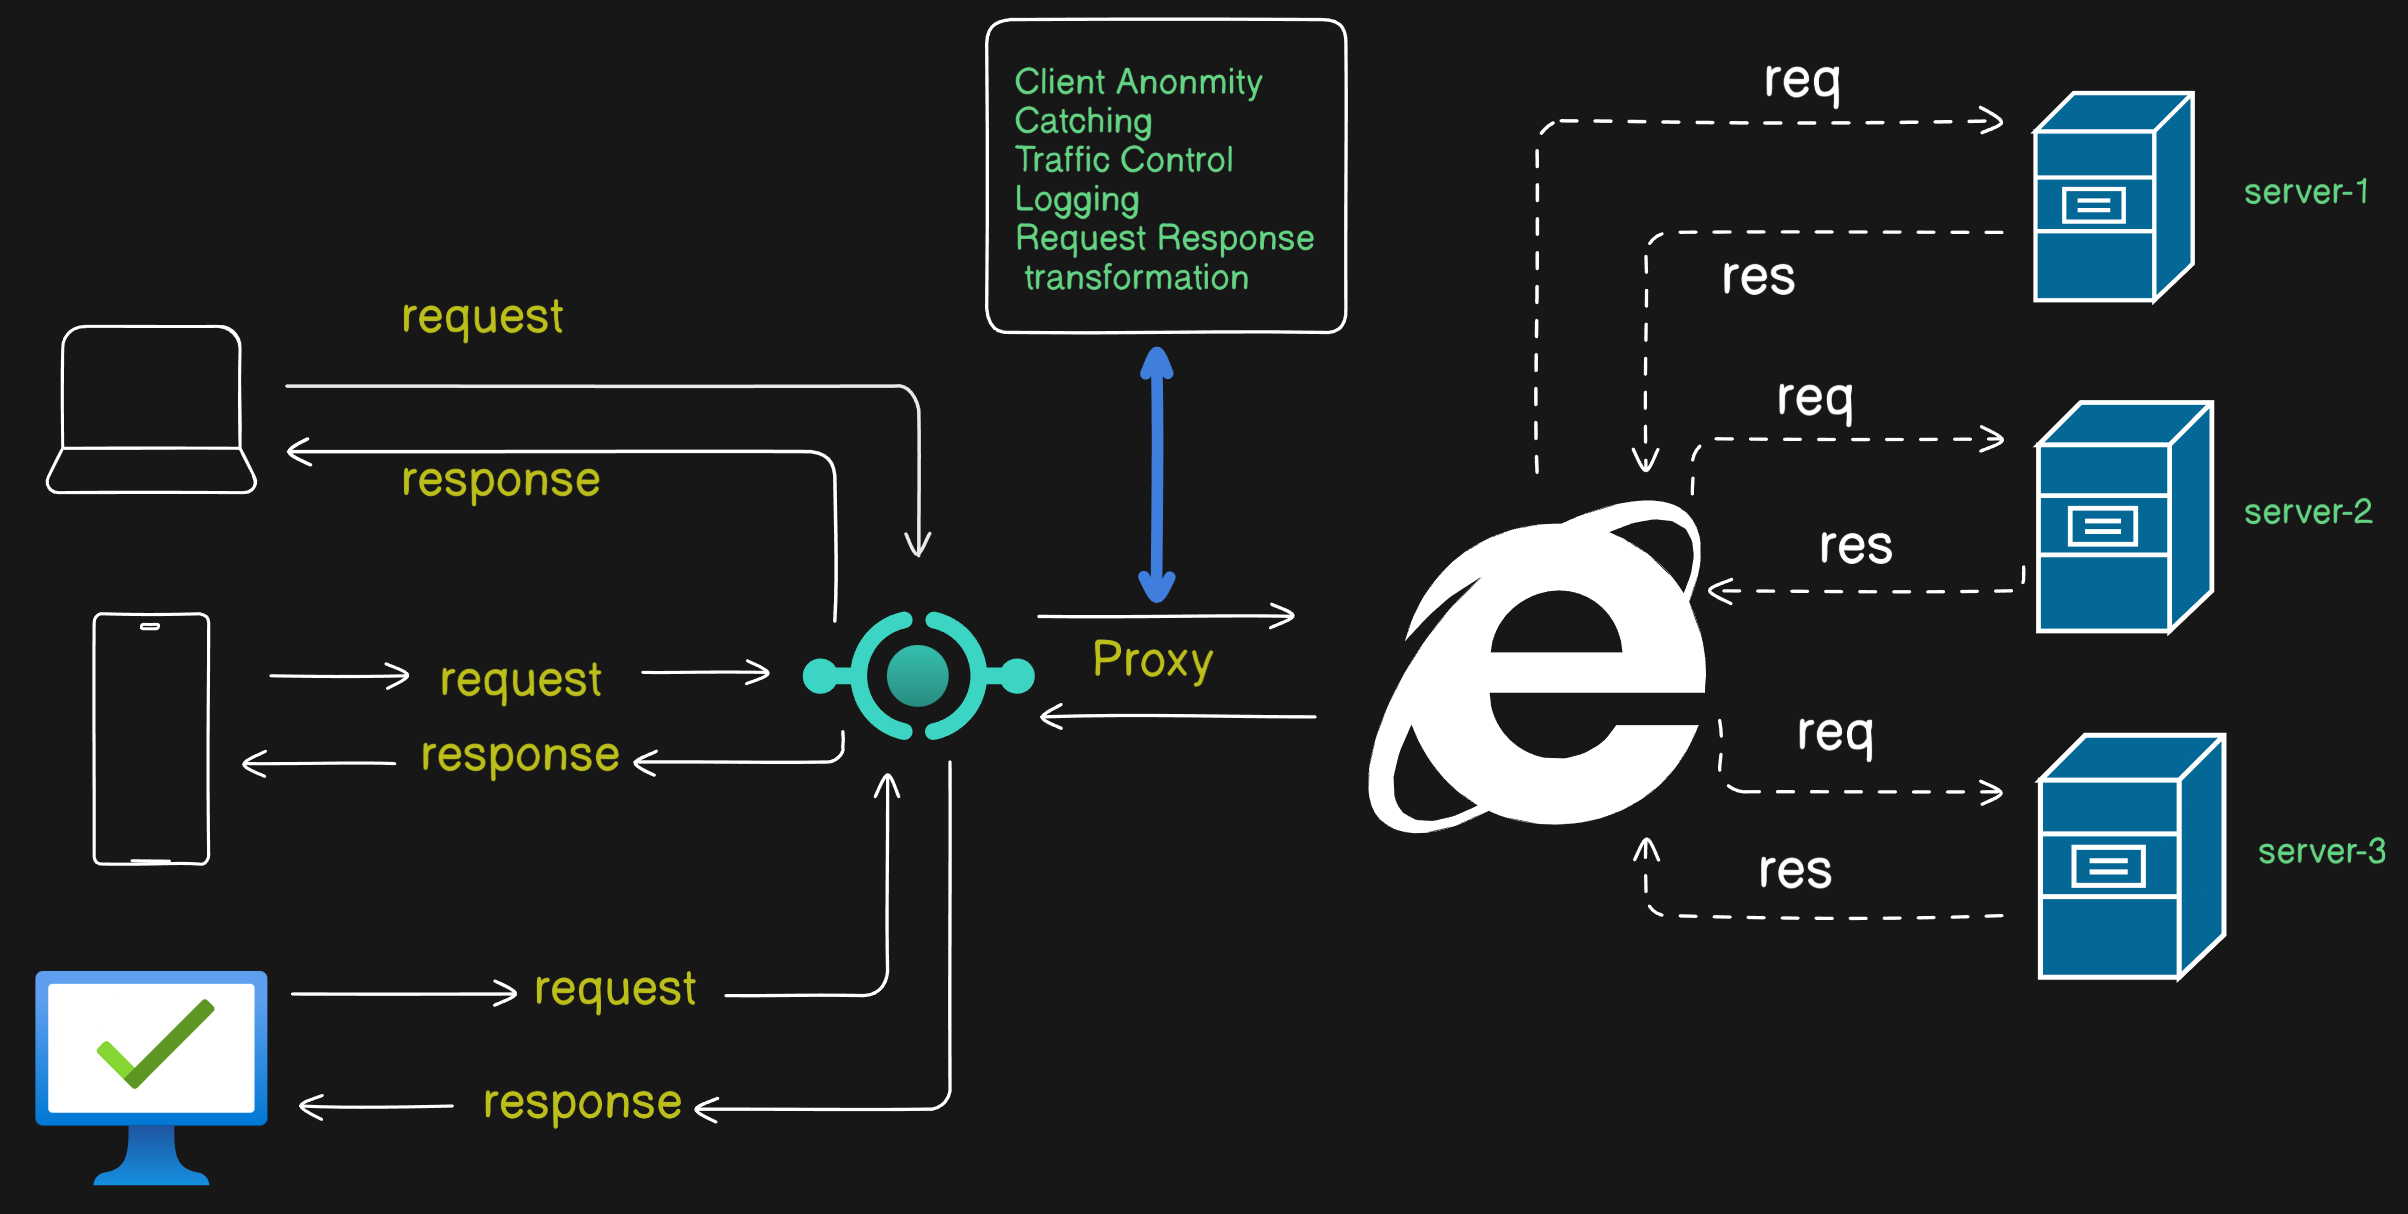 Client Anonmity
Catching
Traffic Control
Logging
Request Response
transformation
request
response
request
response
request
response
Proxy
req
res
server-1
req
res
server-2
req
res
server-3